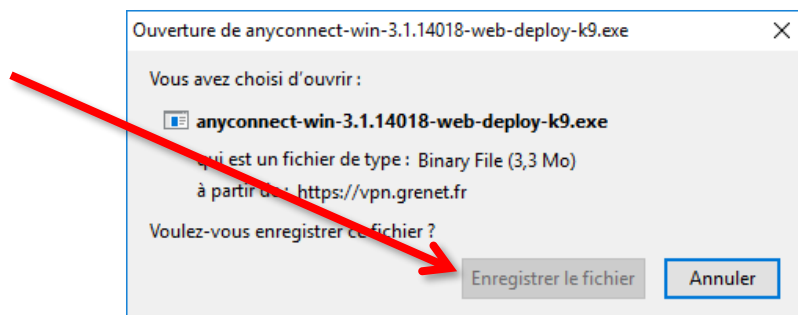 Ouverture de anyconnect-win-3.1.14018-web-deploy-k9.exe
Vous avez choisi d'ouvrir :
anyconnect-win-3.1.14018-web-deploy-k9.exe
qui est un fichier de type : Binary File (3,3 Mo)
à partir de : https://vpn.grenet.fr
Voulez-vous enregistrer ce fichier ?
Enregistrer le fichier Annuler